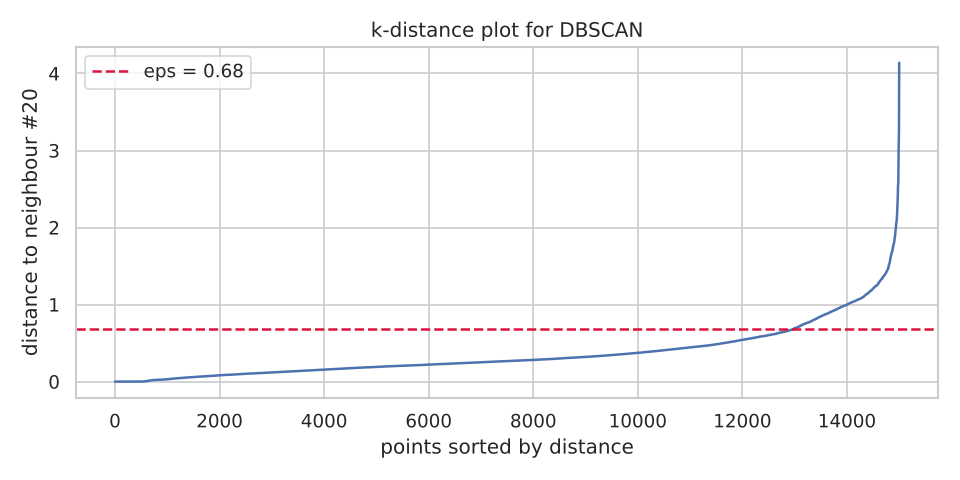 k-distance plot for DBSCAN
eps = 0.68
distance to neighbour #20
4
3
2
1
0
0 2000 4000 6000 8000 10000 12000 14000
points sorted by distance